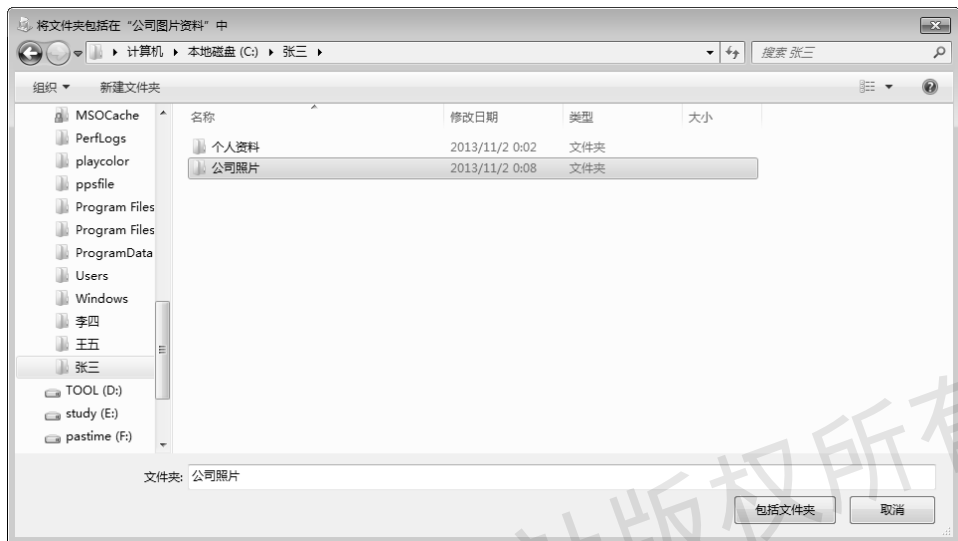 将文件夹包括在“公司图片资料”中
计算机 本地磁盘 (C:) 张三 搜索 张三
组织 新建文件夹
名称 修改日期 类型 大小
MSOCache
PerfLogs
playcolor
ppsfile
Program Files
Program Files
ProgramData
Users
Windows
李四
王五
张三
TOOL (D:)
study (E:)
pastime (F:)
个人资料 2013/11/2 0:02 文件夹
公司照片 2013/11/2 0:08 文件夹
文件夹: 公司照片
包括文件夹 取消
社版权所有